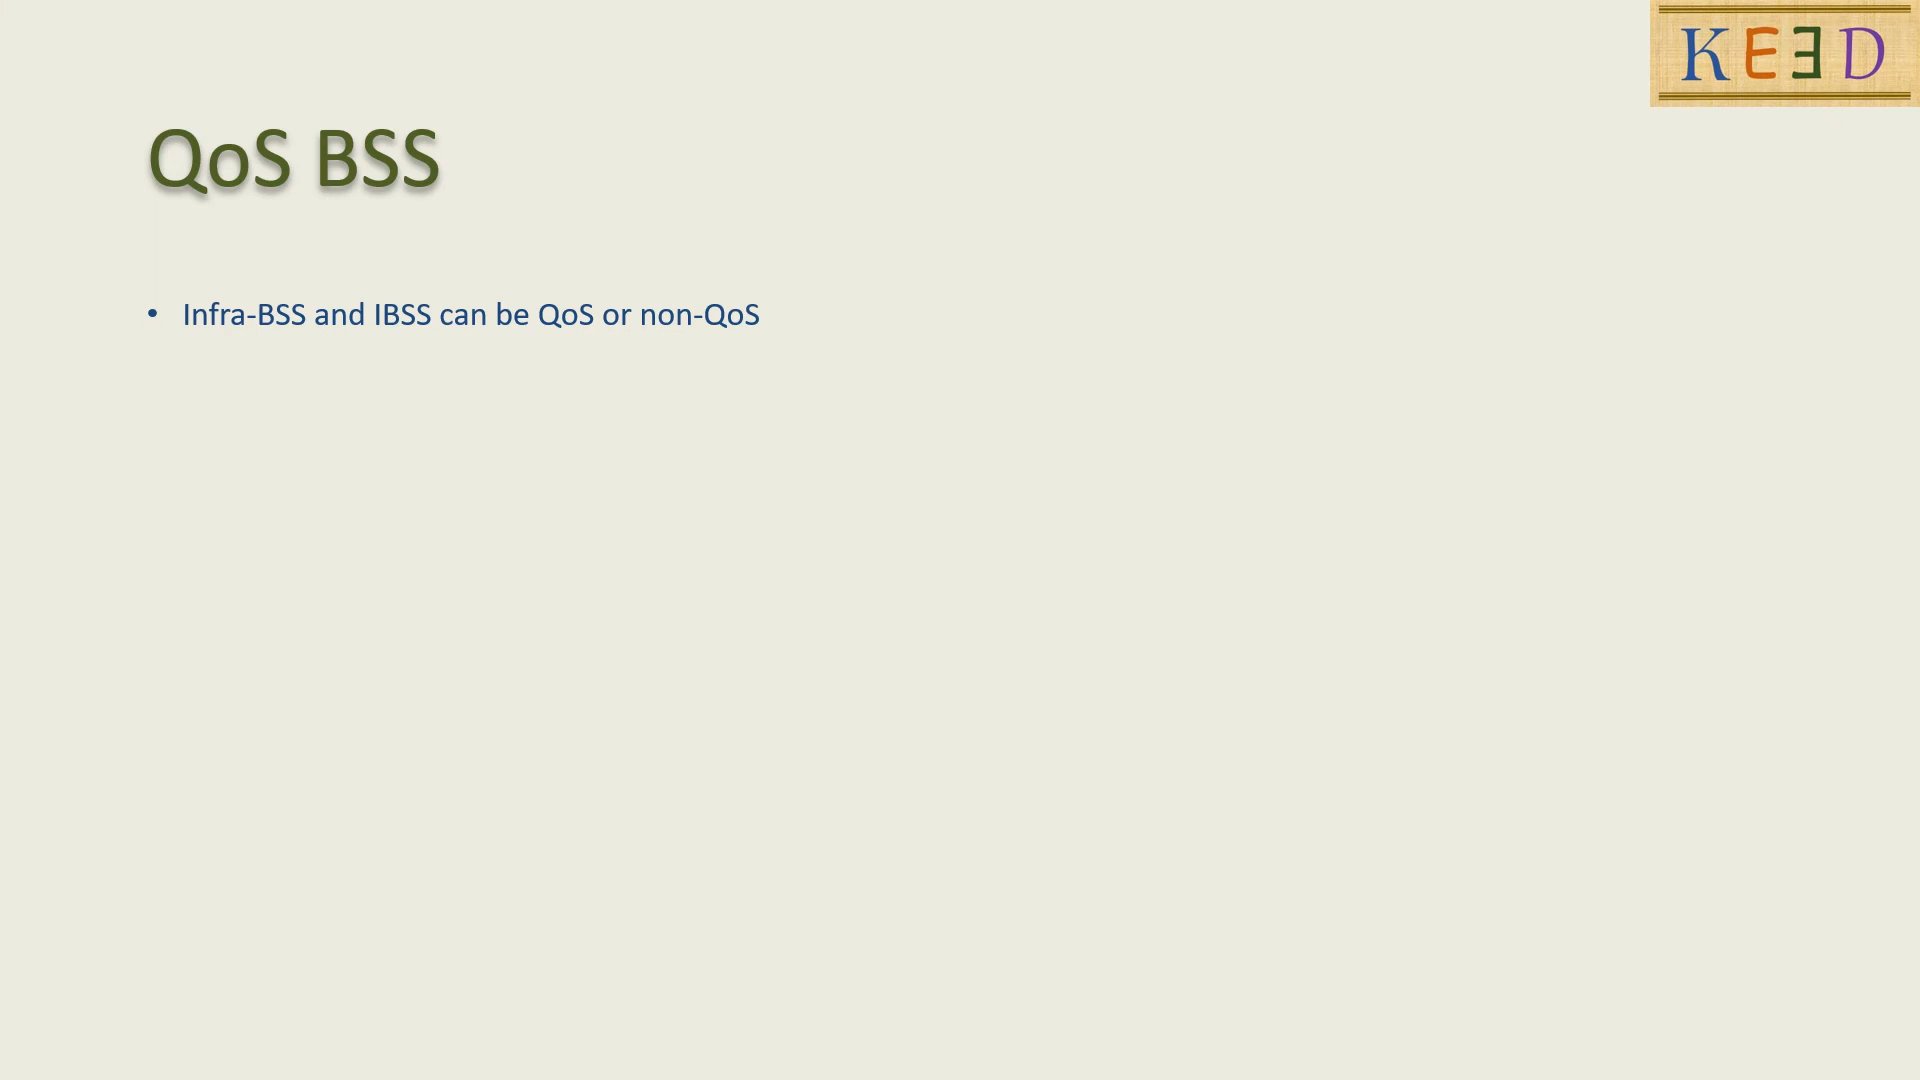 KEED
QoS BSS
• Infra-BSS and IBSS can be QoS or non-QoS